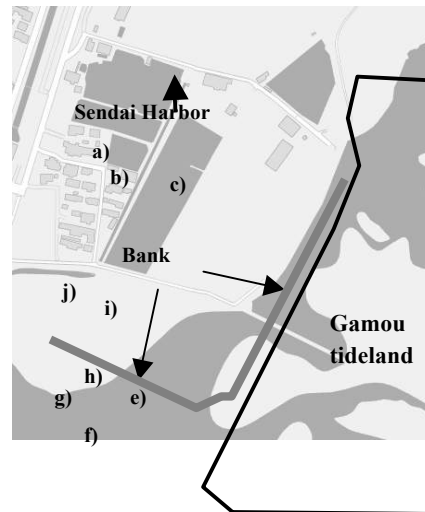 Sendai Harbor
a)
b)
c)
Bank
j)
i)
Gamou
tideland
h)
g)
e)
f)